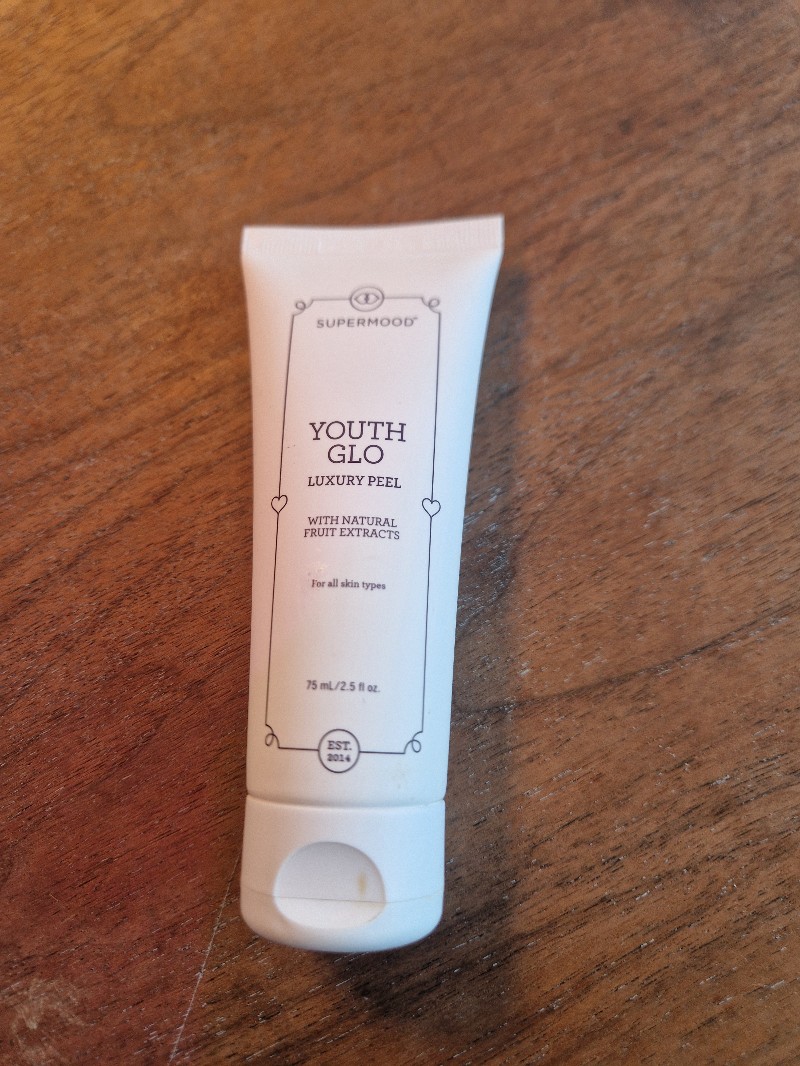 SUPERMOOD™
YOUTH
GLO
LUXURY PEEL
WITH NATURAL
FRUIT EXTRACTS
For all skin types
75 mL/2.5 fl oz.
EST.
2014